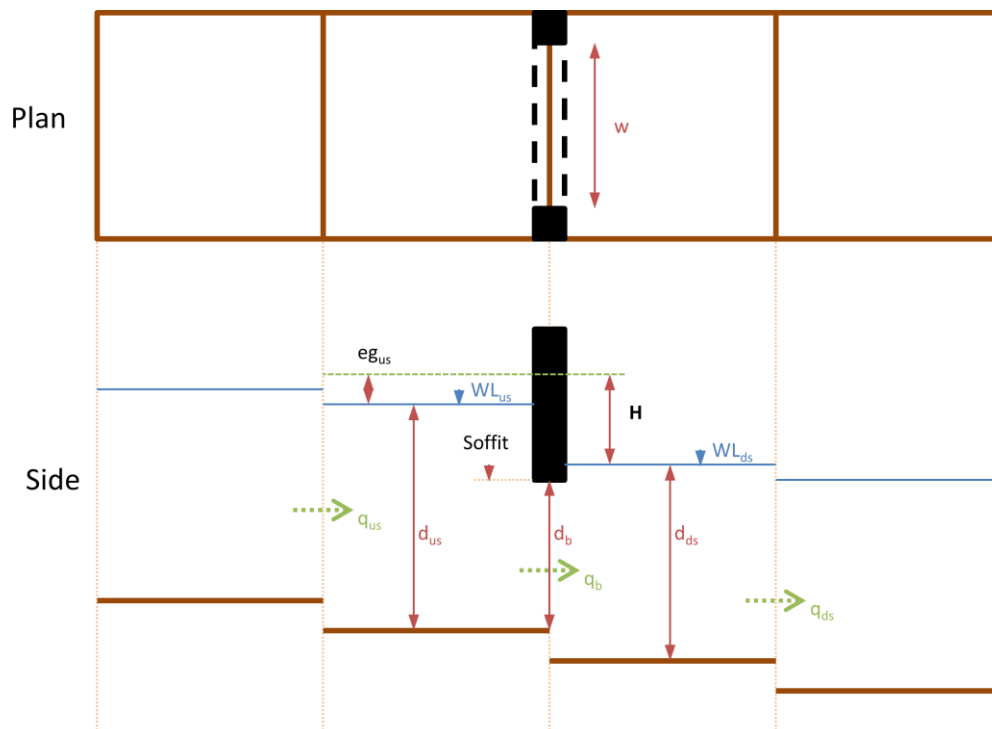 Plan
w
eg_us
WL_us
H
Soffit
WL_ds
Side
q_us
d_us
d_b
d_ds
q_b
q_ds